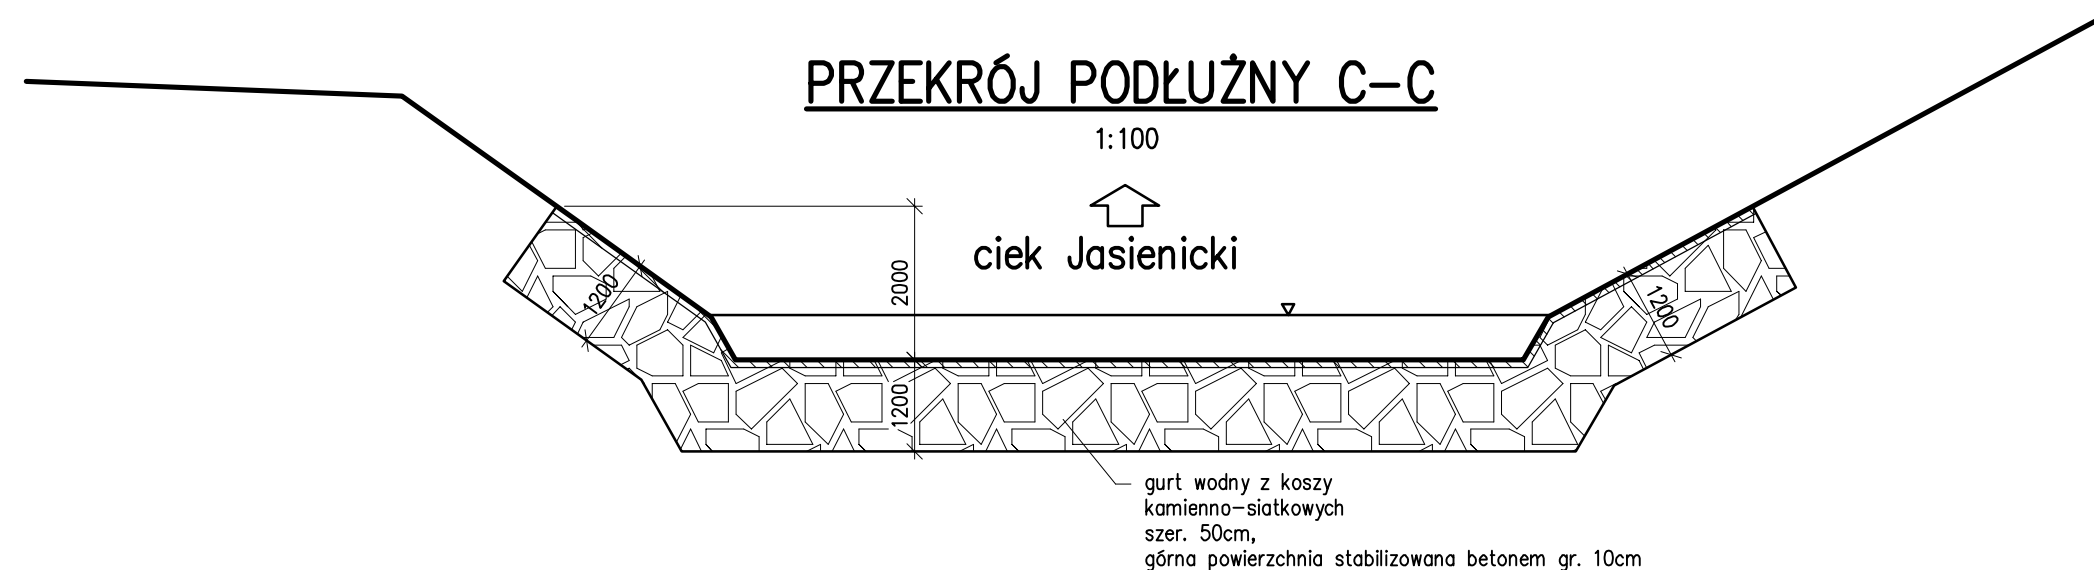 PRZEKRÓJ PODŁUŻNY C-C
1:100
ciek Jasienicki
2000
1200
1200
1200
gurt wodny z koszy
kamienno-siatkowych
szer. 50cm,
górna powierzchnia stabilizowana betonem gr. 10cm